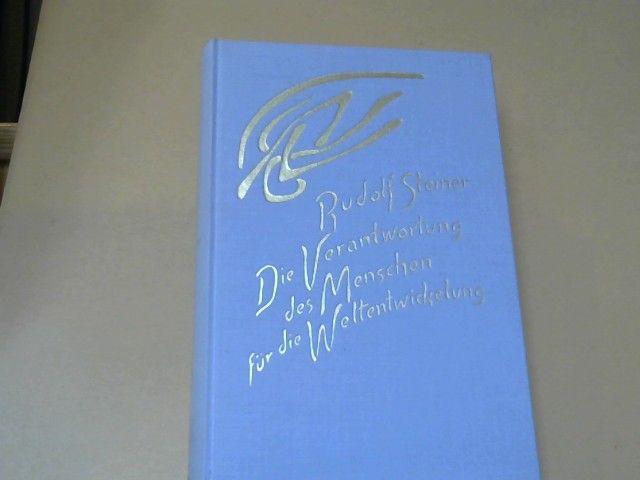 Rudolf Steiner
Die Verantwortung
des Menschen
für die Weltentwickelung